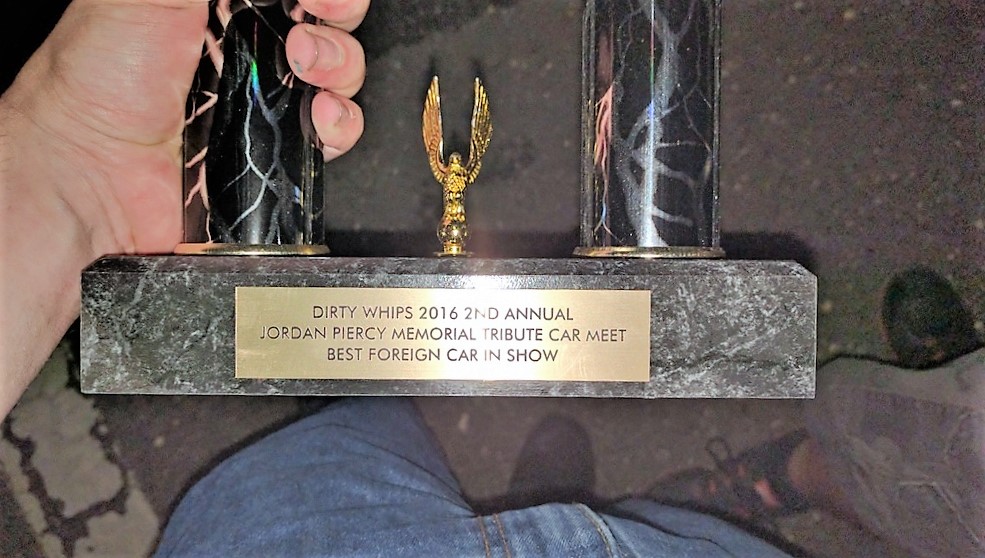 DIRTY WHIPS 2016 2ND ANNUAL
JORDAN PIERCY MEMORIAL TRIBUTE CAR MEET
BEST FOREIGN CAR IN SHOW